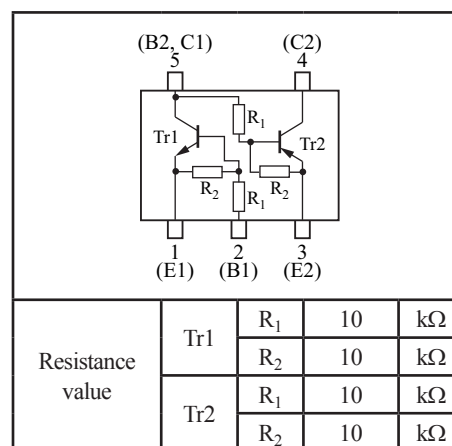 (B2, C1) (C2)
5 4
R1
Tr1 Tr2
R2 R2
R1
1 2 3
(E1) (B1) (E2)
Resistance value Tr1 R1 10 kΩ
R2 10 kΩ
Tr2 R1 10 kΩ
R2 10 kΩ